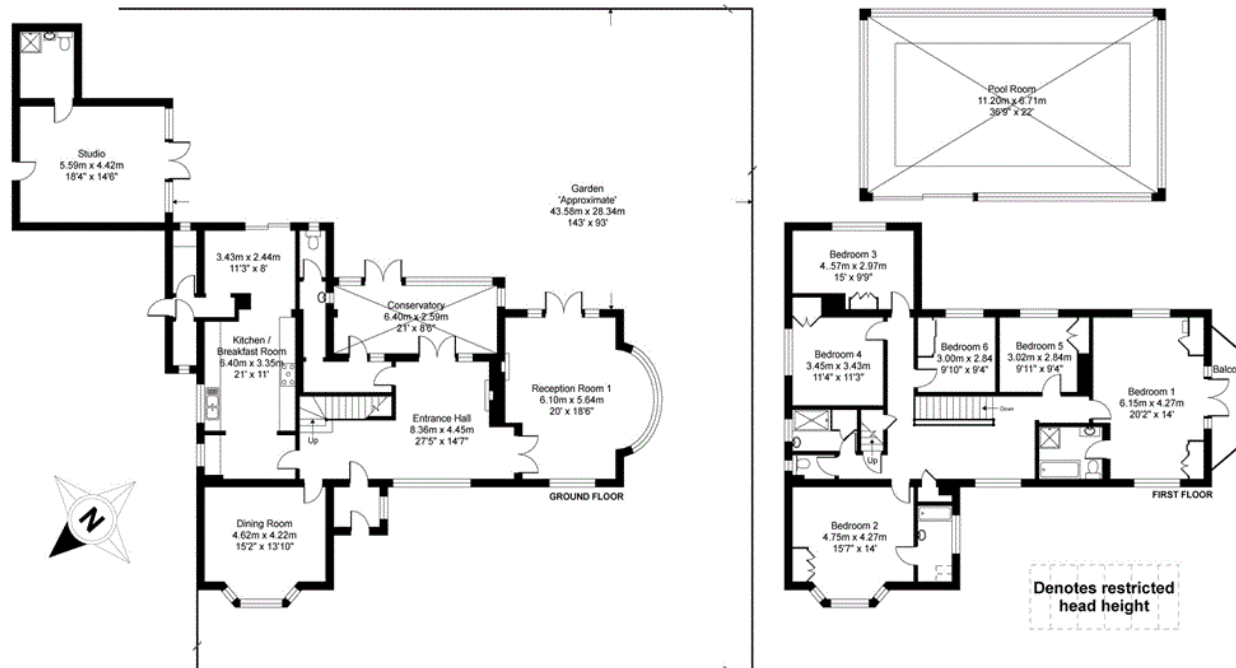 Studio
5.59m x 4.42m
18'4" x 14'6"
3.43m x 2.44m
11'3" x 8'
Kitchen /
Breakfast Room
6.40m x 3.35m
21' x 11'
Conservatory
6.40m x 2.59m
21' x 8'6"
Garden
'Approximate'
43.58m x 28.34m
143' x 93'
Reception Room 1
6.10m x 5.64m
20' x 18'6"
Entrance Hall
8.36m x 4.45m
27'5" x 14'7"
Up
GROUND FLOOR
Dining Room
4.62m x 4.22m
15'2" x 13'10"
N
Pool Room
11.20m x 6.71m
36'9" x 22'
Bedroom 3
4..57m x 2.97m
15' x 9'9"
Bedroom 4
3.45m x 3.43m
11'4" x 11'3"
Bedroom 6
3.00m x 2.84
9'10" x 9'4"
Bedroom 5
3.02m x 2.84m
9'11" x 9'4"
Bedroom 1
6.15m x 4.27m
20'2" x 14'
Balco
Down
Up
FIRST FLOOR
Bedroom 2
4.75m x 4.27m
15'7" x 14'
Denotes restricted
head height